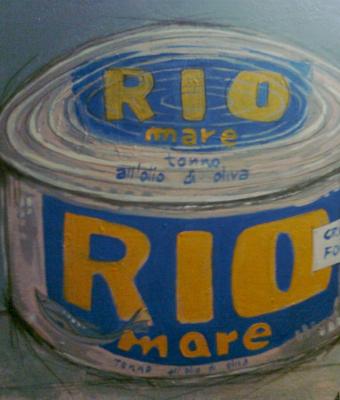 RIO
mare
tonno
all'olio di oliva
RIO
mare
tonno all'olio di oliva